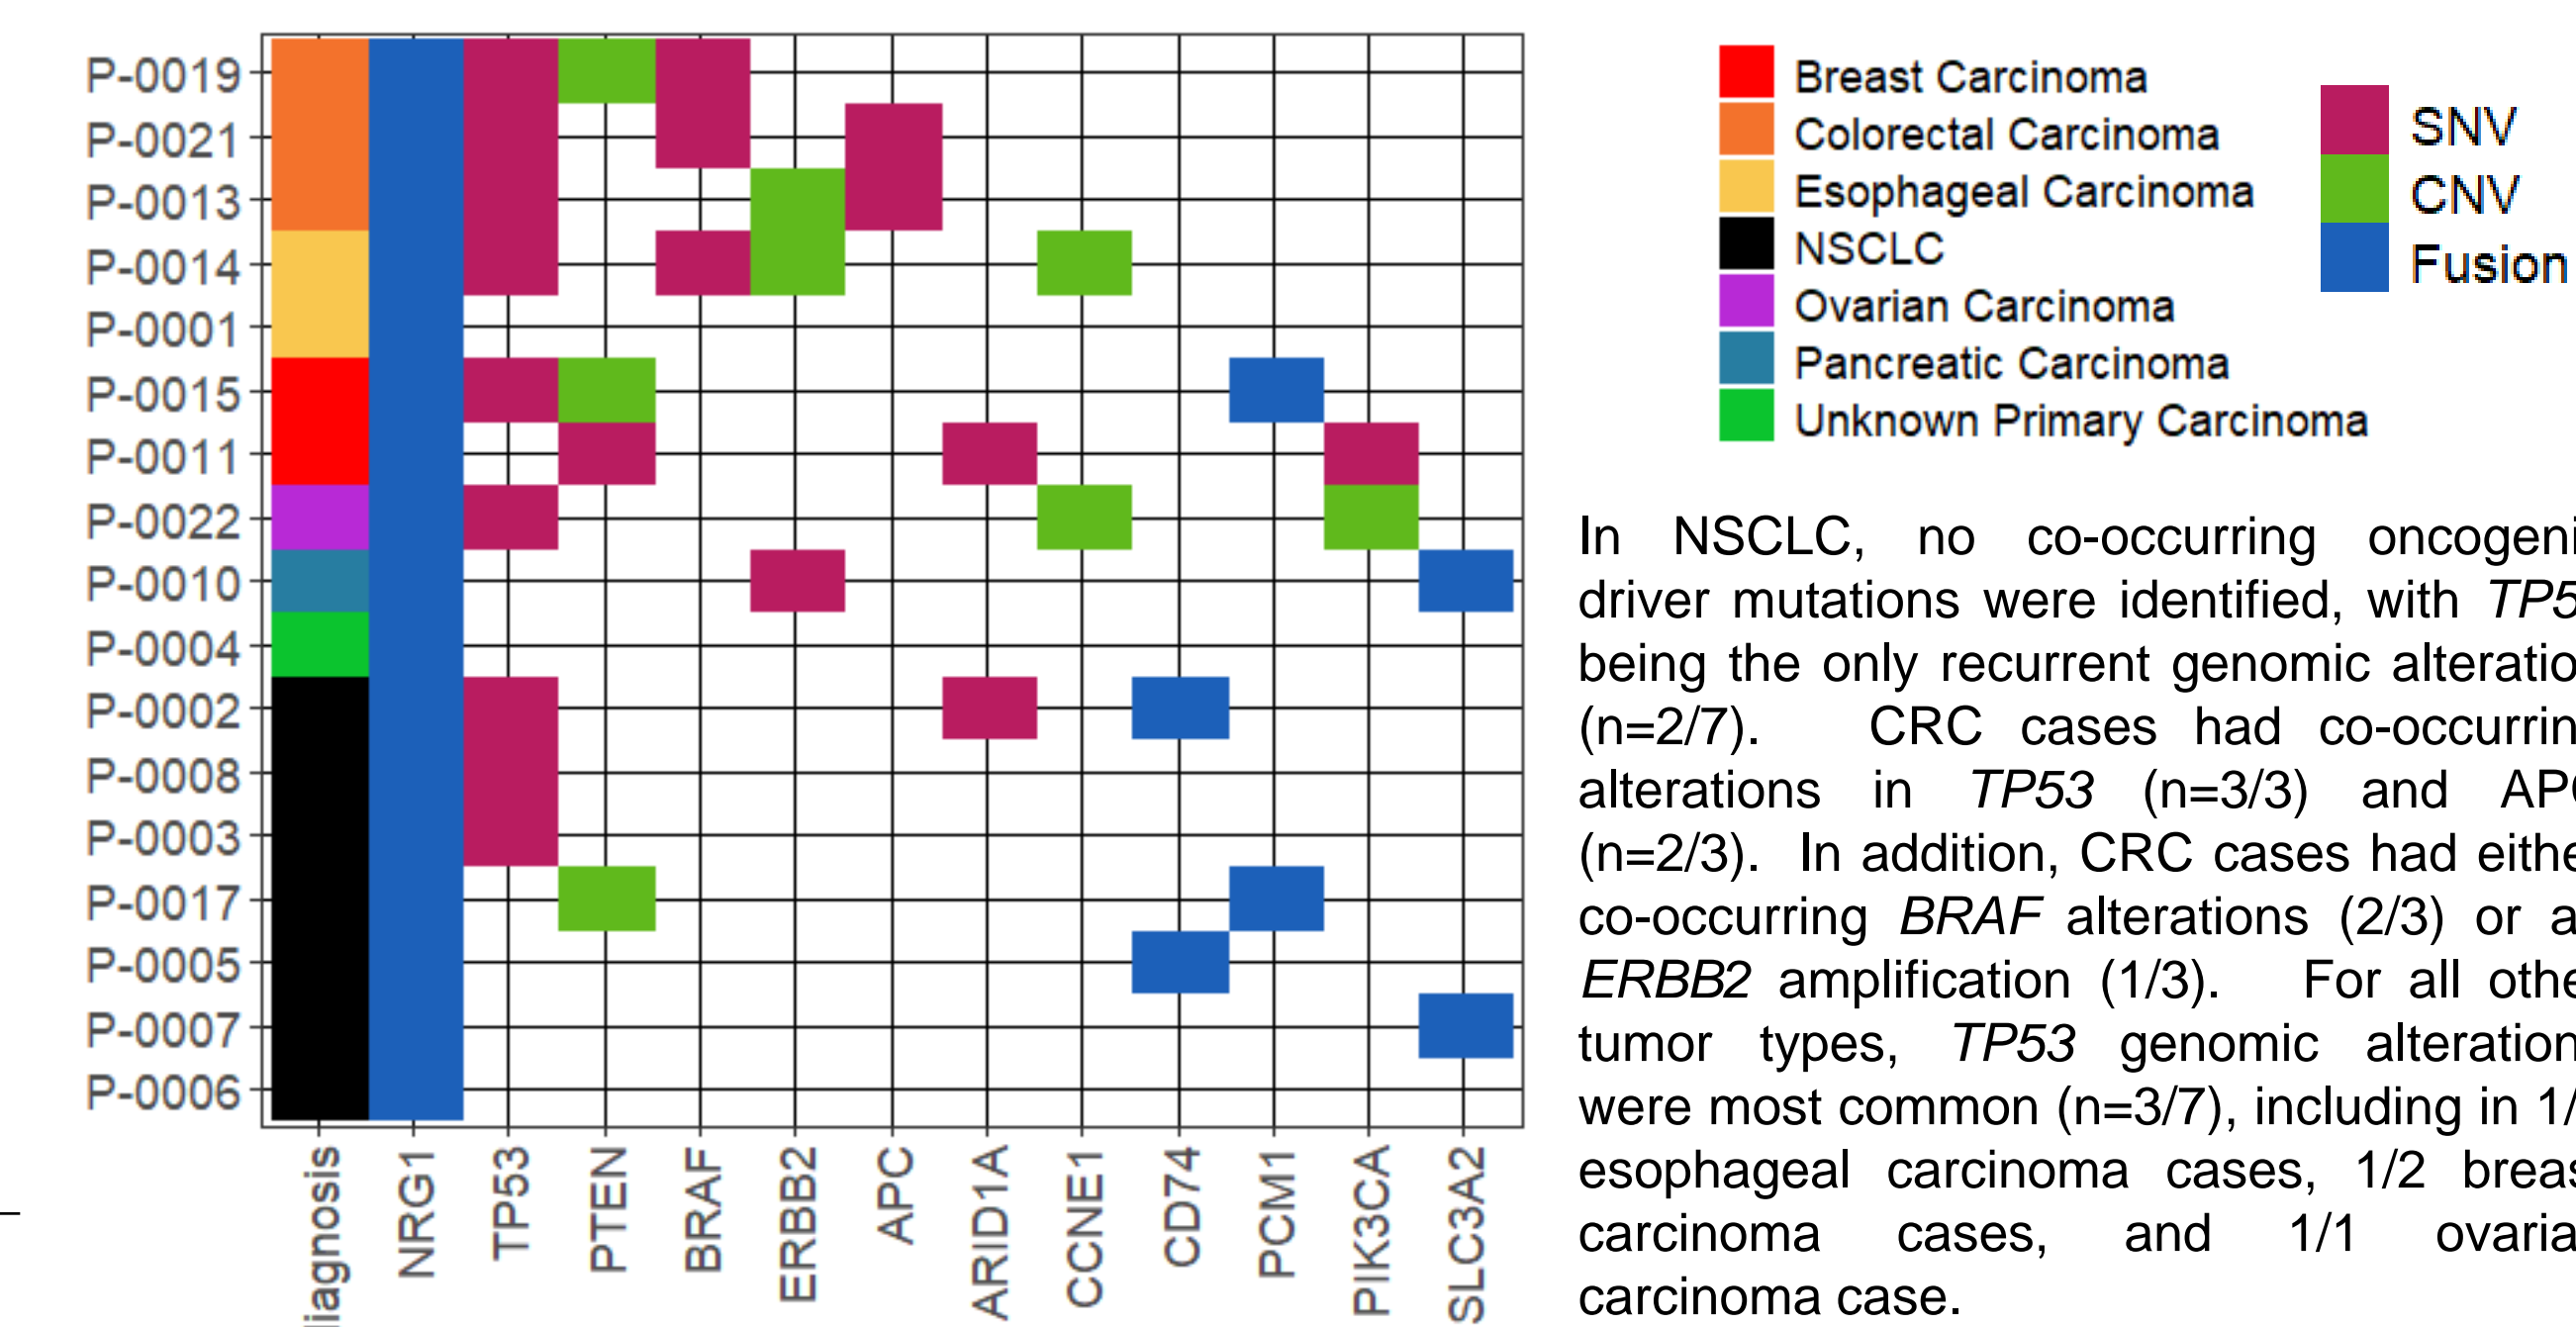 P-0019
P-0021
P-0013
P-0014
P-0001
P-0015
P-0011
P-0022
P-0010
P-0004
P-0002
P-0008
P-0003
P-0017
P-0005
P-0007
P-0006
iagnosis
NRG1
TP53
PTEN
BRAF
ERBB2
APC
ARID1A
CCNE1
CD74
PCM1
PIK3CA
SLC3A2
Breast Carcinoma
Colorectal Carcinoma
Esophageal Carcinoma
NSCLC
Ovarian Carcinoma
Pancreatic Carcinoma
Unknown Primary Carcinoma
SNV
CNV
Fusion
In NSCLC, no co-occurring oncogeni
driver mutations were identified, with TP5
being the only recurrent genomic alteratio
(n=2/7). CRC cases had co-occurrin
alterations in TP53 (n=3/3) and AP
(n=2/3). In addition, CRC cases had eithe
co-occurring BRAF alterations (2/3) or a
ERBB2 amplification (1/3). For all othe
tumor types, TP53 genomic alteration
were most common (n=3/7), including in 1/
esophageal carcinoma cases, 1/2 breas
carcinoma cases, and 1/1 ovaria
carcinoma case.